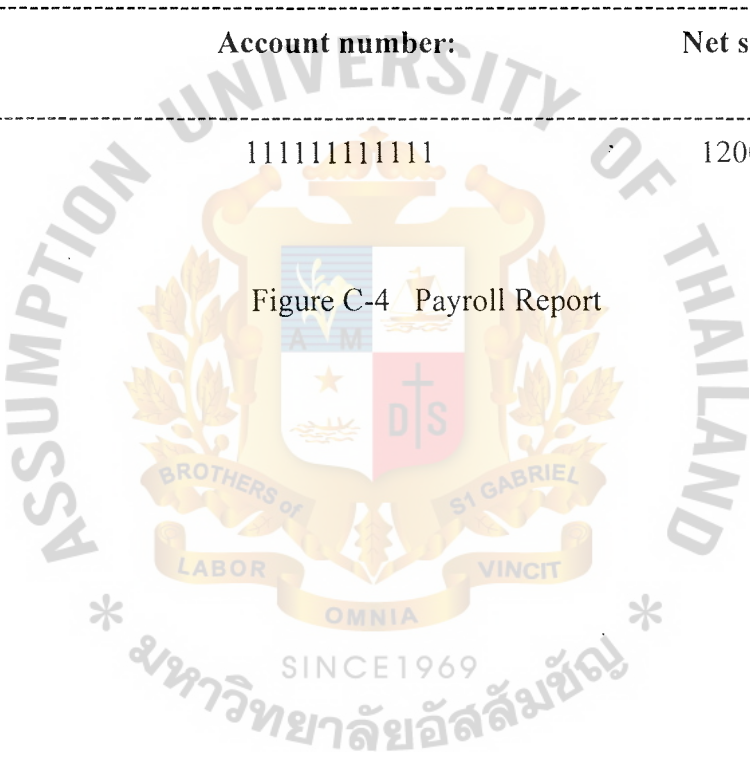 Account number: Net s
111111111111 120
Figure C-4 Payroll Report
ASSUMPTION UNIVERSITY OF THAILAND
A M
D S
BROTHERS of ST GABRIEL
LABOR OMNIA VINCIT
* SINCE1969 *
มหาวิทยาลัยอัสสัมชัญ